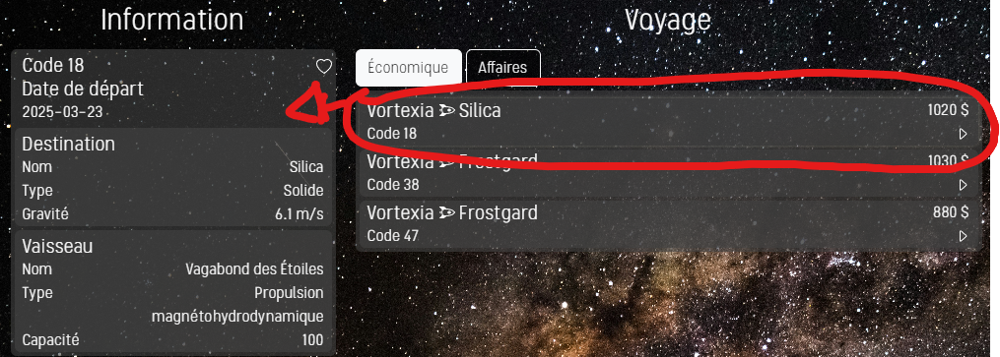 Information
Code 18
Date de départ
2025-03-23
Destination
Nom Silica
Type Solide
Gravité 6.1 m/s
Vaisseau
Nom Vagabond des Étoiles
Type Propulsion
magnétohydrodynamique
Capacité 100
Voyage
Économique Affaires
Vortexia Silica 1020 $
Code 18
Vortexia Frostgard 1030 $
Code 38
Vortexia Frostgard 880 $
Code 47